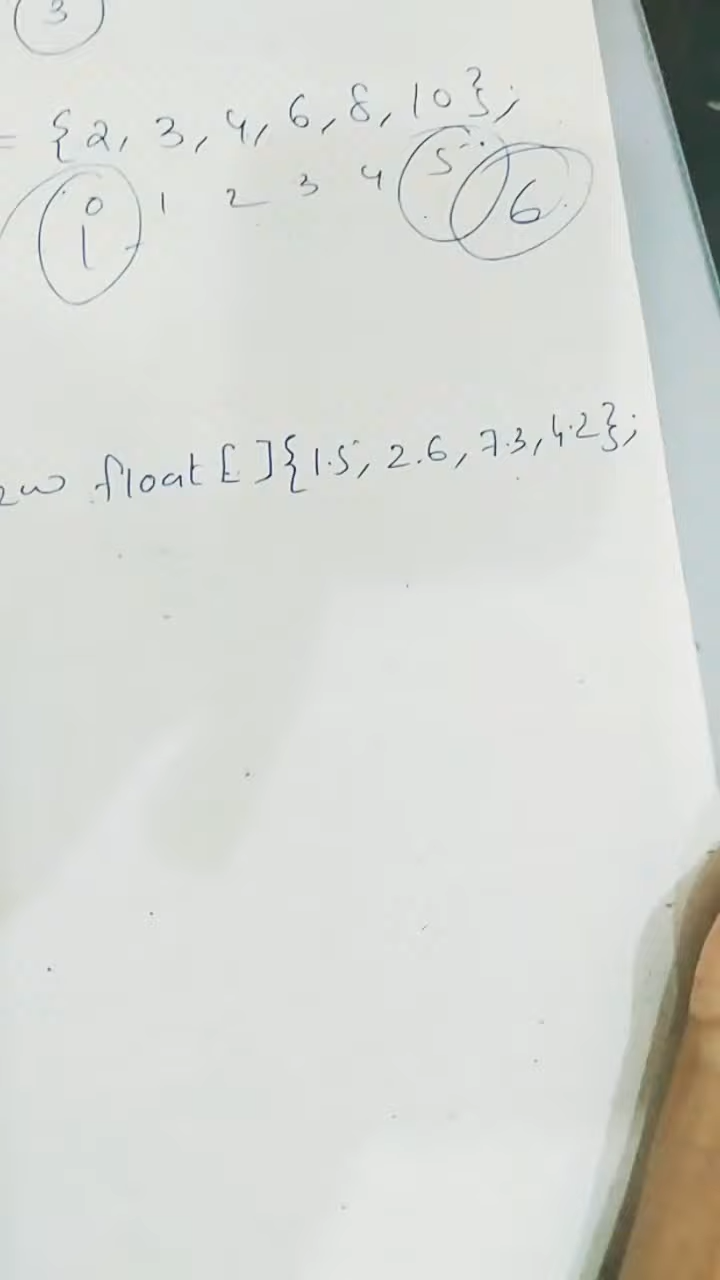 3
= {2, 3, 4, 6, 8, 10};
0 1 2 3 4 5
1 6
float[]{1.5, 2.6, 7.3, 4.2};